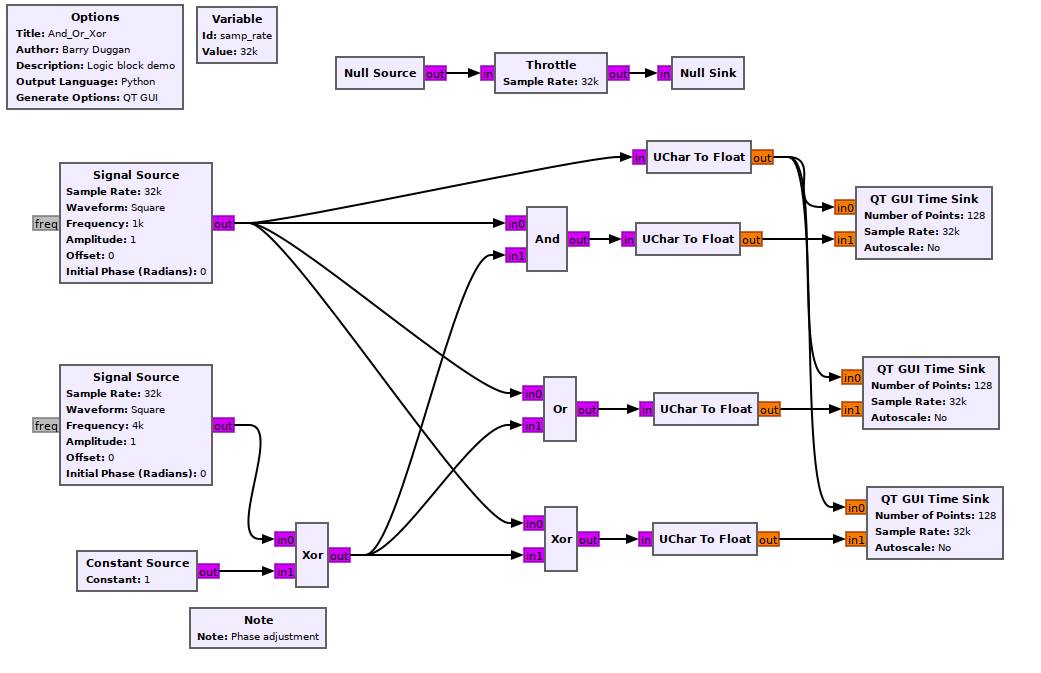 Options
Title: And_Or_Xor
Author: Barry Duggan
Description: Logic block demo
Output Language: Python
Generate Options: QT GUI
Variable
Id: samp_rate
Value: 32k
Null Source
out
in
Throttle
Sample Rate: 32k
out
in
Null Sink
in
UChar To Float
out
freq
Signal Source
Sample Rate: 32k
Waveform: Square
Frequency: 1k
Amplitude: 1
Offset: 0
Initial Phase (Radians): 0
out
in0
in1
And
out
in
UChar To Float
out
in0
in1
QT GUI Time Sink
Number of Points: 128
Sample Rate: 32k
Autoscale: No
freq
Signal Source
Sample Rate: 32k
Waveform: Square
Frequency: 4k
Amplitude: 1
Offset: 0
Initial Phase (Radians): 0
out
in0
in1
Or
out
in
UChar To Float
out
in0
in1
QT GUI Time Sink
Number of Points: 128
Sample Rate: 32k
Autoscale: No
Constant Source
Constant: 1
out
in0
in1
Xor
out
in0
in1
Xor
out
in
UChar To Float
out
in0
in1
QT GUI Time Sink
Number of Points: 128
Sample Rate: 32k
Autoscale: No
Note
Note: Phase adjustment